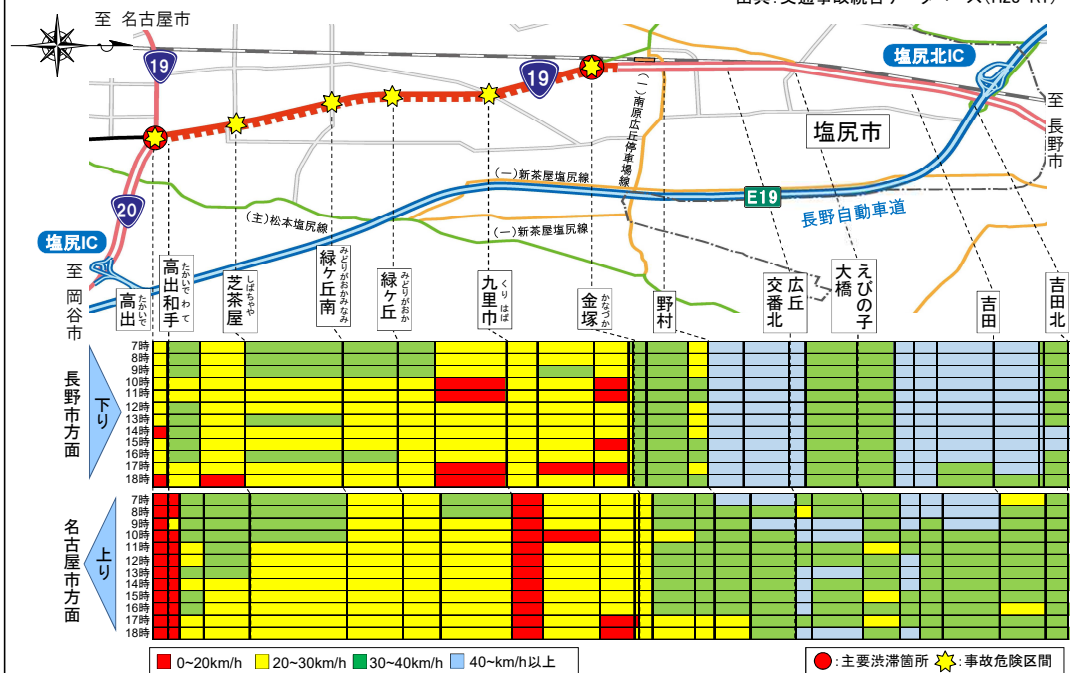 出典：交通事故統合データベース(H28-R1)
至 名古屋市
19
19
20
塩尻北IC
至 長野市
塩尻市
(一)南原広丘停車場線
(一)新茶屋塩尻線
E19
長野自動車道
(主)松本塩尻線
(一)新茶屋塩尻線
塩尻IC
至 岡谷市
高出
たかいで
高出和手
たかいで わて
芝茶屋
しばちゃや
緑ヶ丘南
みどりがおかみなみ
緑ヶ丘
みどりがおか
九里巾
くりはば
金塚
かなづか
野村
広丘交番北
えびの子大橋
吉田
吉田北
長野市方面
下り
7時
8時
9時
10時
11時
12時
13時
14時
15時
16時
17時
18時
名古屋市方面
上り
7時
8時
9時
10時
11時
12時
13時
14時
15時
16時
17時
18時
0~20km/h 20~30km/h 30~40km/h 40~km/h以上
：主要渋滞箇所 ：事故危険区間